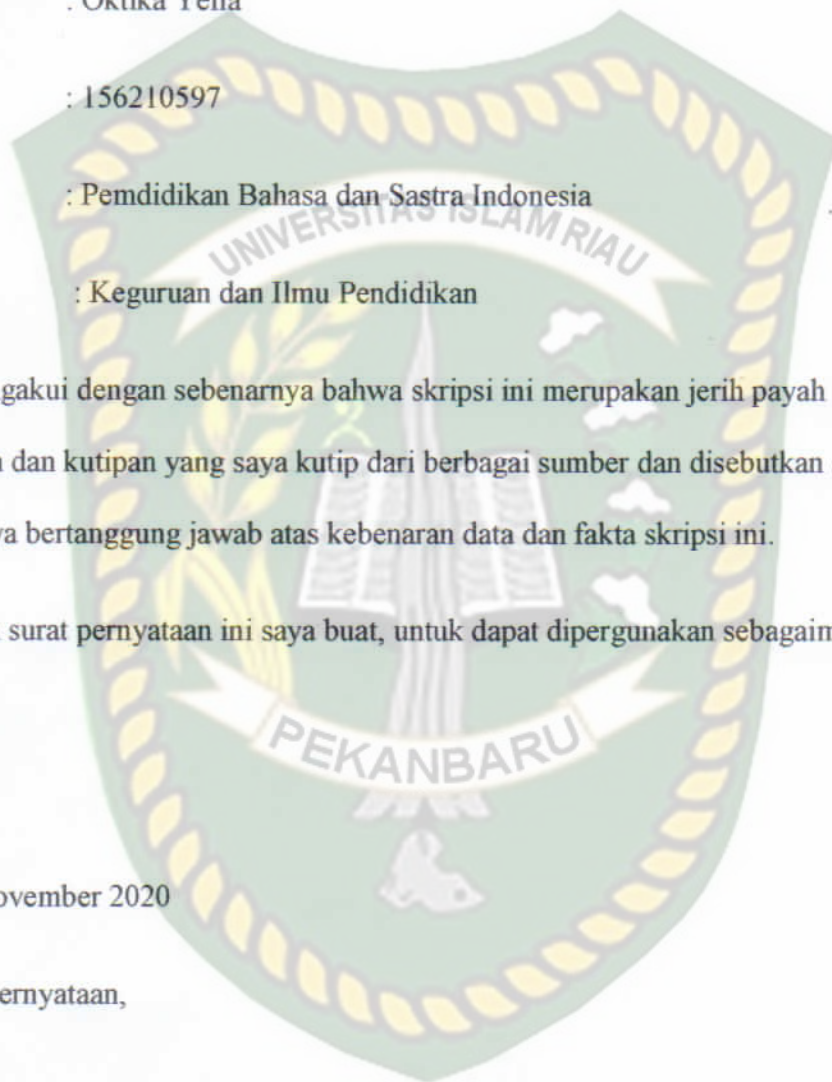 : Oktika
: 156210597
: Pemdidikan Bahasa dan Sastra Indonesia
UNIVERSITAS ISLAM RIAU
: Keguruan dan Ilmu Pendidikan
gakui dengan sebenarnya bahwa skripsi ini merupakan jerih payah
dan kutipan yang saya kutip dari berbagai sumber dan disebutkan
a bertanggung jawab atas kebenaran data dan fakta skripsi ini.
surat pernyataan ini saya buat, untuk dapat dipergunakan sebagaim
PEKANBARU
ovember 2020
ernyataan,